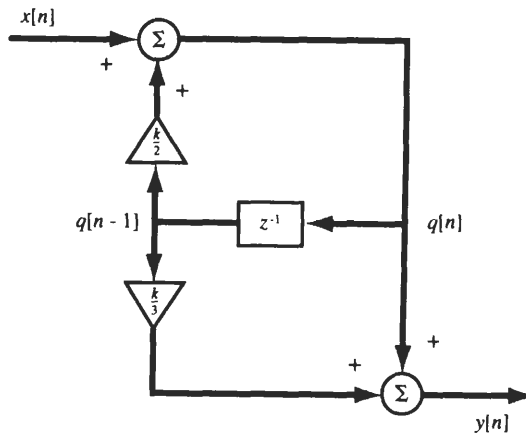 x[n]
Σ
+
+
k/2
q[n - 1]
z⁻¹
q[n]
k/3
+
+
Σ
y[n]